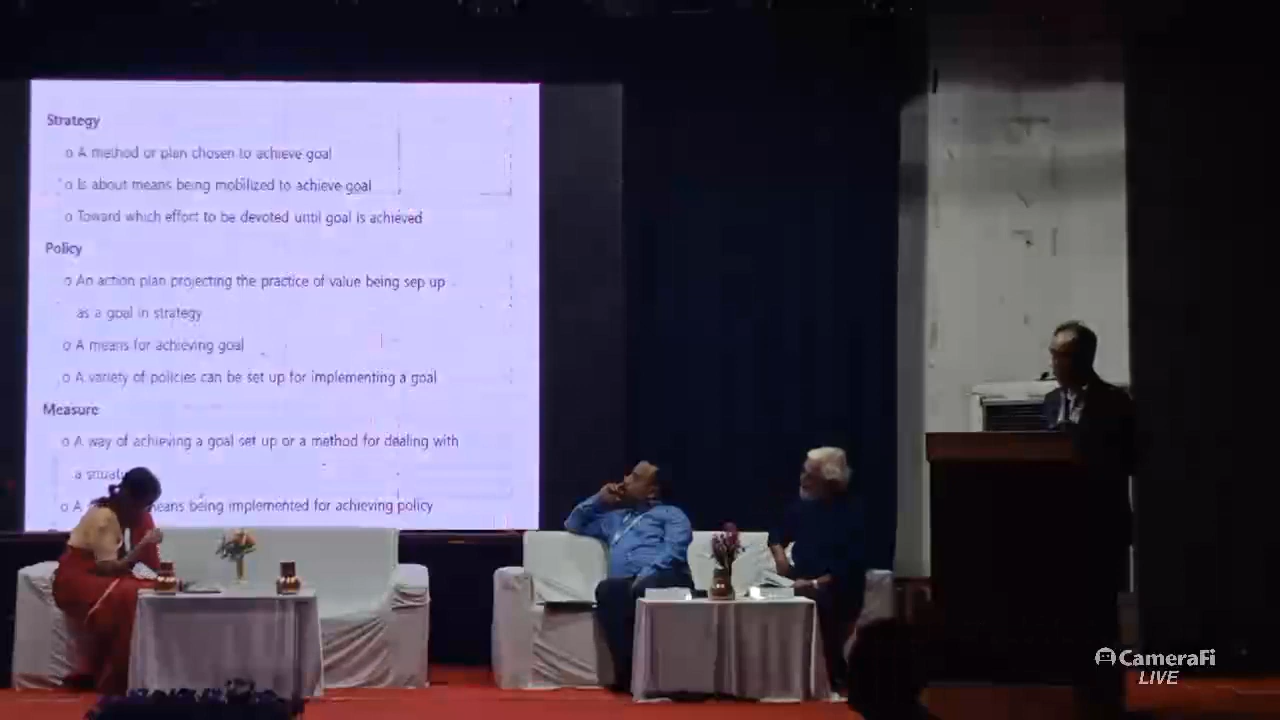 Strategy
o A method or plan chosen to achieve goal
o Is about means being mobilized to achieve goal
o Toward which effort to be devoted until goal is achieved
Policy
o An action plan projecting the practice of value being sep up
as a goal in strategy
o A means for achieving goal
o A variety of policies can be set up for implementing a goal
Measure
o A way of achieving a goal set up or a method for dealing with
a
o A means being implemented for achieving policy
CameraFi
LIVE